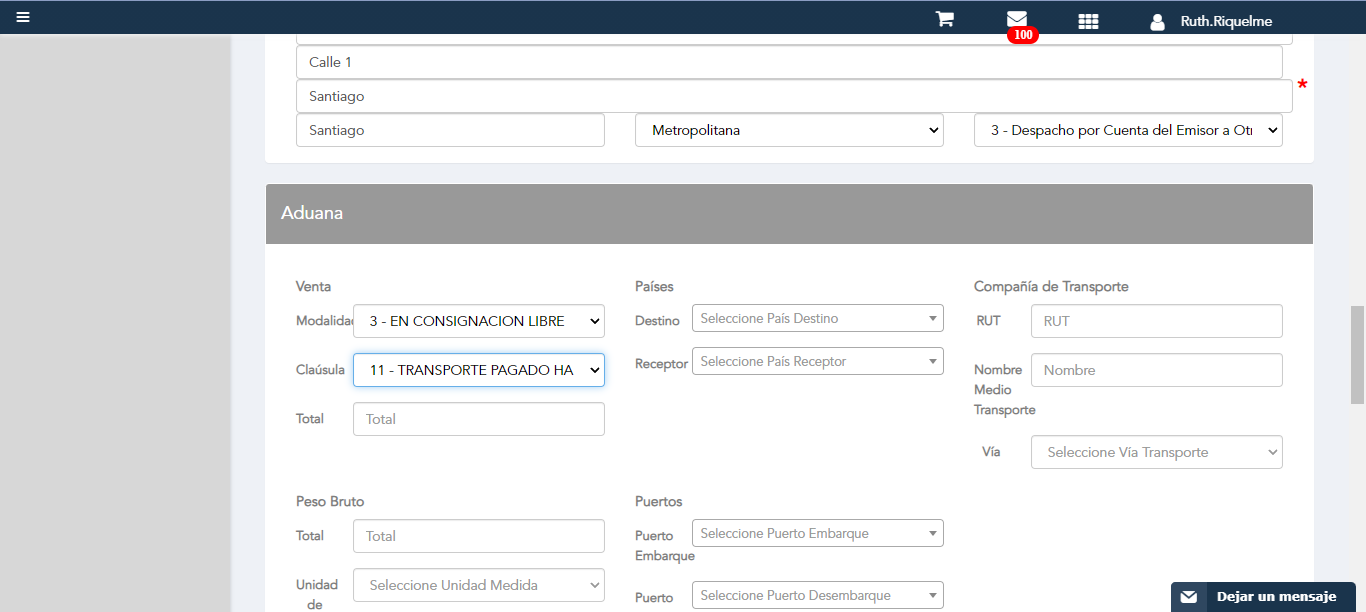 Ruth.Riquelme
100
Calle 1
Santiago
*
Santiago
Metropolitana
3 - Despacho por Cuenta del Emisor a Otr
Aduana
Venta
Modalidad
3 - EN CONSIGNACION LIBRE
Claúsula
11 - TRANSPORTE PAGADO HA
Total
Total
Países
Destino
Seleccione País Destino
Receptor
Seleccione País Receptor
Compañía de Transporte
RUT
RUT
Nombre
Medio
Transporte
Nombre
Vía
Seleccione Vía Transporte
Peso Bruto
Total
Total
Unidad
de
Seleccione Unidad Medida
Puertos
Puerto
Embarque
Seleccione Puerto Embarque
Puerto
Seleccione Puerto Desembarque
Dejar un mensaje